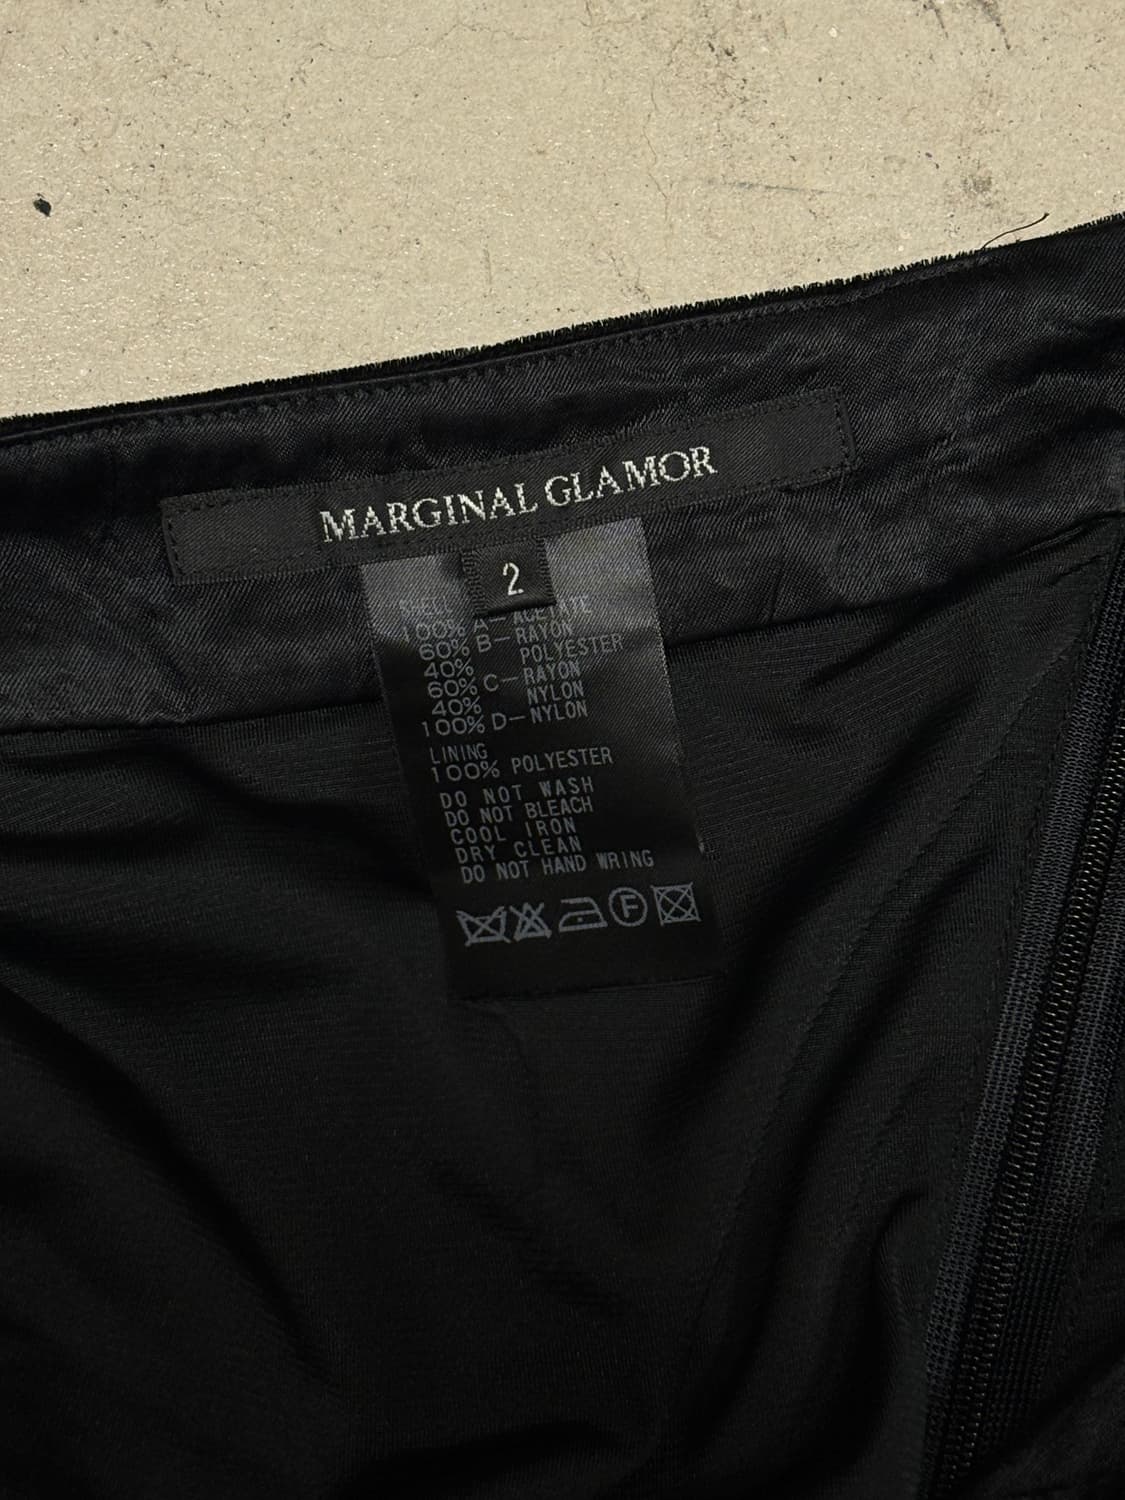 MARGINAL GLAMOR
2
SHELL
100% A— ACETATE
60% B— RAYON
40% POLYESTER
60% C— RAYON
40% NYLON
100% D— NYLON
LINING
100% POLYESTER
DO NOT WASH
DO NOT BLEACH
COOL IRON
DRY CLEAN
DO NOT HAND WRING
F